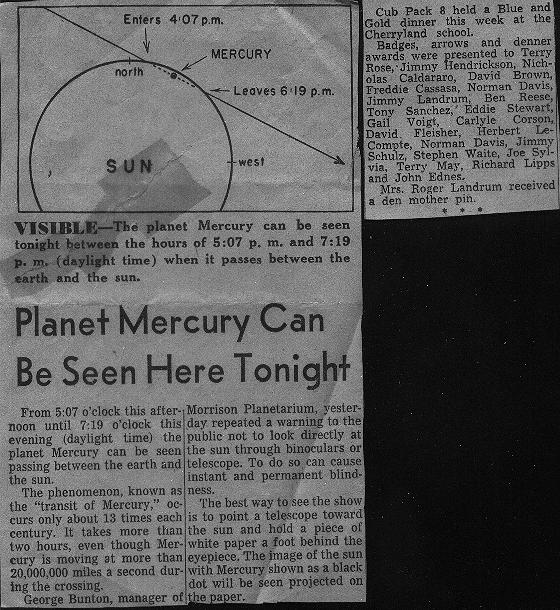 Enters 4:07 p.m.
MERCURY
north
Leaves 6:19 p.m.
SUN
west
VISIBLE—The planet Mercury can be seen
tonight between the hours of 5:07 p. m. and 7:19
p. m. (daylight time) when it passes between the
earth and the sun.
Planet Mercury Can
Be Seen Here Tonight
From 5:07 o'clock this after-
noon until 7:19 o'clock this
evening (daylight time) the
planet Mercury can be seen
passing between the earth and
the sun.
The phenomenon, known as
the "transit of Mercury," oc-
curs only about 13 times each
century. It takes more than
two hours, even though Mer-
cury is moving at more than
20,000,000 miles a second dur-
ing the crossing.
George Bunton, manager of
Morrison Planetarium, yester-
day repeated a warning to the
public not to look directly at
the sun through binoculars or
telescope. To do so can cause
instant and permanent blind-
ness.
The best way to see the show
is to point a telescope toward
the sun and hold a piece of
white paper a foot behind the
eyepiece. The image of the sun
with Mercury shown as a black
dot will be seen projected on
the paper.
Cub Pack 8 held a Blue and
Gold dinner this week at the
Cherryland school.
Badges, arrows and denner
awards were presented to Terry
Rose, Jimmy Hendrickson, Nich-
olas Caldararo, David Brown,
Freddie Cassasa, Norman Davis,
Jimmy Landrum, Ben Reese,
Tony Sanchez, Eddie Stewart,
Gail Voigt, Carlyle Corson,
David Fleisher, Herbert Le-
Compte, Norman Davis, Jimmy
Schulz, Stephen Waite, Joe Syl-
via, Terry May, Richard Lipps
and John Ednes.
Mrs. Roger Landrum received
a den mother pin.
* * *